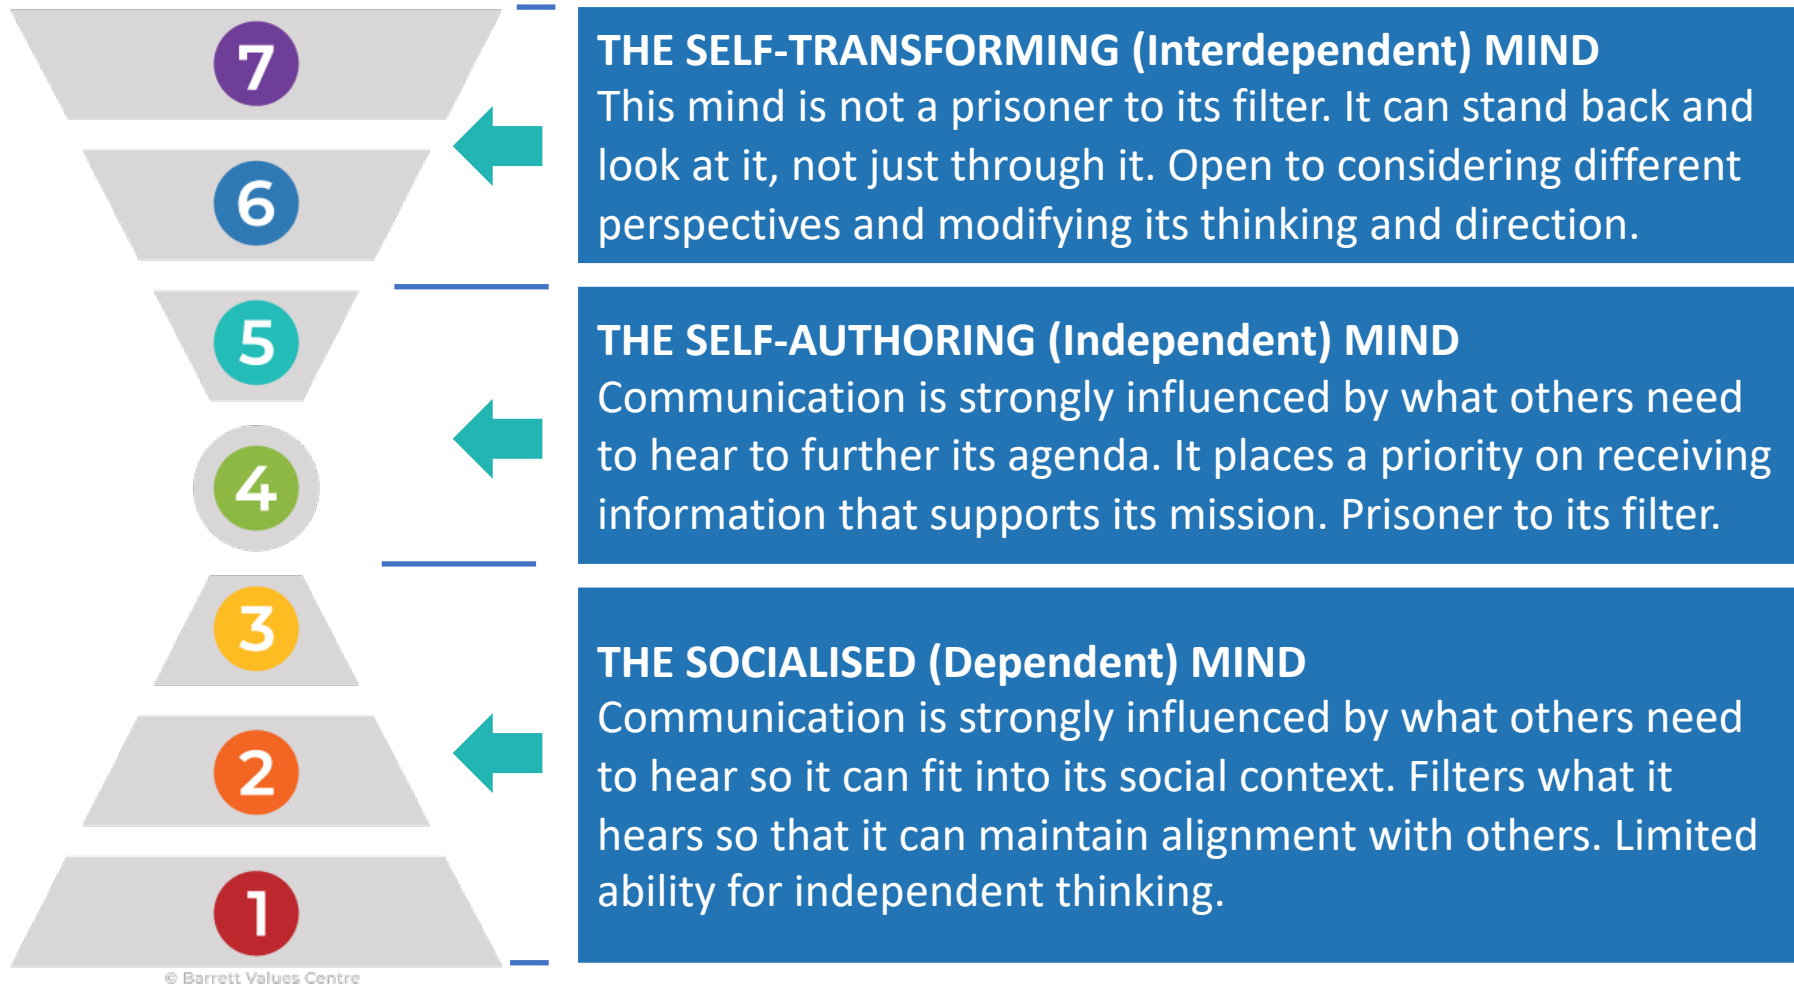 7
THE SELF-TRANSFORMING (Interdependent) MIND
This mind is not a prisoner to its filter. It can stand back and
look at it, not just through it. Open to considering different
perspectives and modifying its thinking and direction.
6
5
THE SELF-AUTHORING (Independent) MIND
Communication is strongly influenced by what others need
to hear to further its agenda. It places a priority on receiving
information that supports its mission. Prisoner to its filter.
4
3
THE SOCIALISED (Dependent) MIND
Communication is strongly influenced by what others need
to hear so it can fit into its social context. Filters what it
hears so that it can maintain alignment with others. Limited
ability for independent thinking.
2
1
© Barrett Values Centre